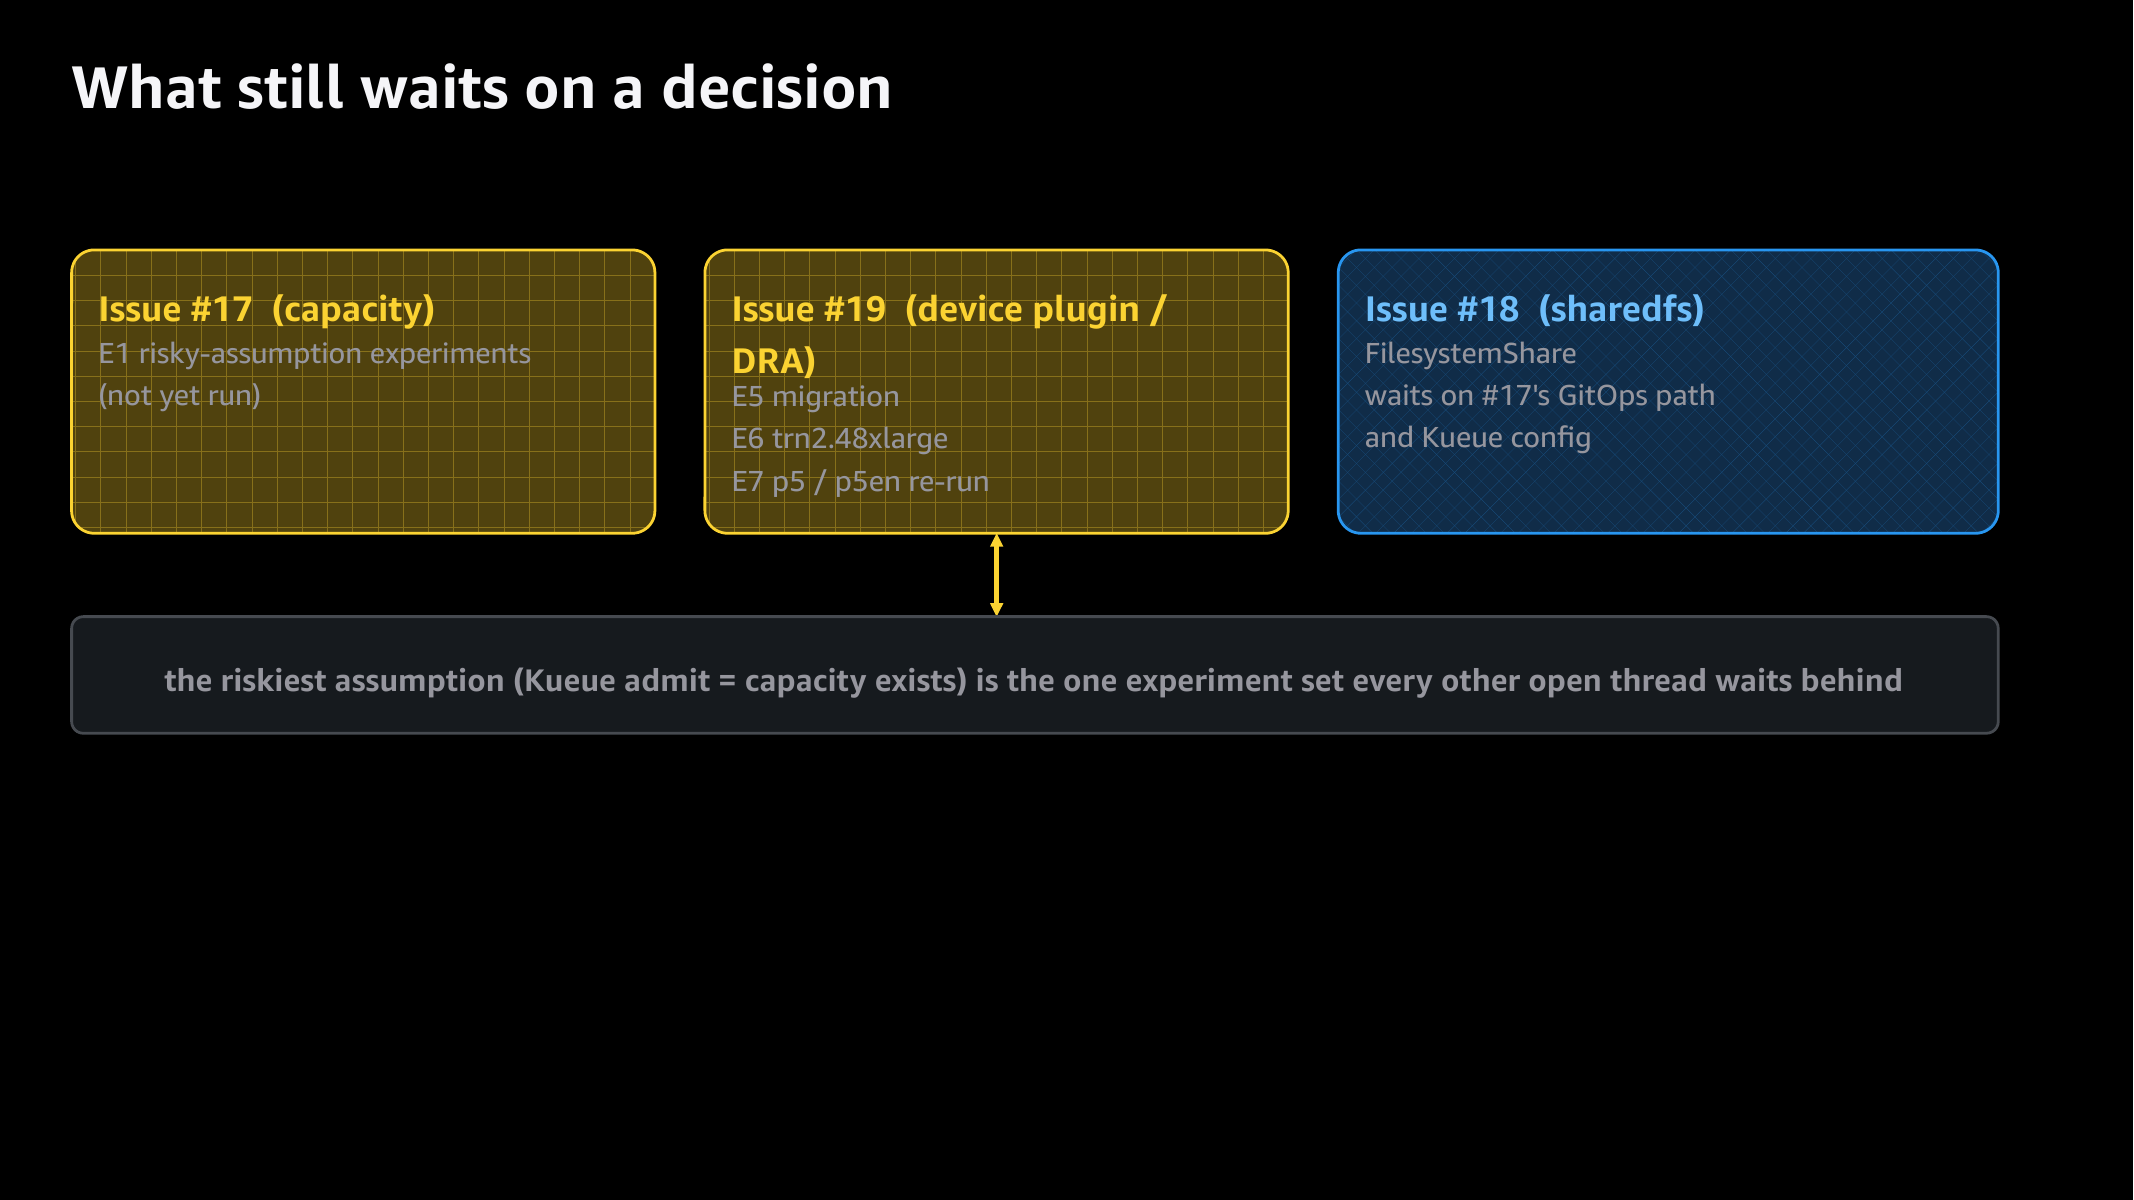 What still waits on a decision
Issue #17  (capacity)
E1 risky-assumption experiments
(not yet run)
Issue #19  (device plugin /
DRA)
E5 migration
E6 trn2.48xlarge
E7 p5 / p5en re-run
Issue #18  (sharedfs)
FilesystemShare
waits on #17's GitOps path
and Kueue config
the riskiest assumption (Kueue admit = capacity exists) is the one experiment set every other open thread waits behind